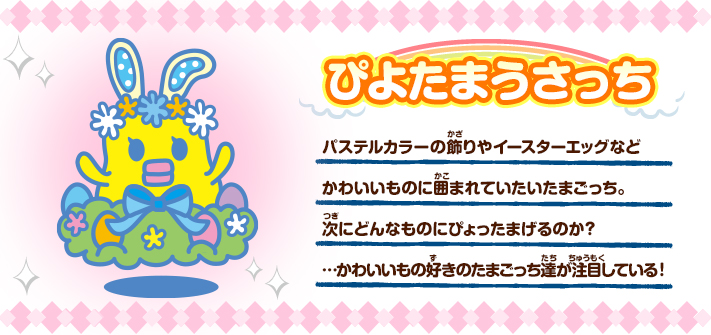 ぴよたまうさっち
パステルカラーの飾りやイースターエッグなど
かわいいものに囲まれていたいたまごっち。
次にどんなものにぴょったまげるのか?
…かわいいもの好きのたまごっち達が注目している!